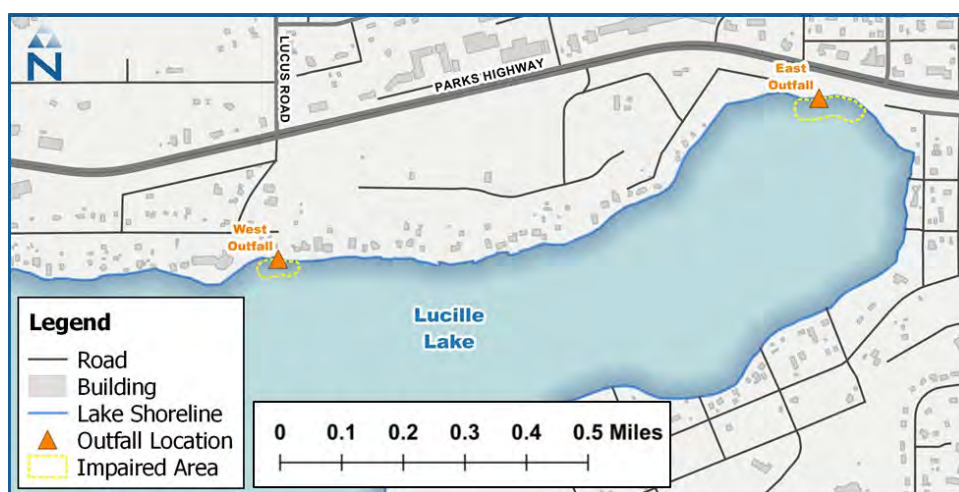 N
LUCUS ROAD
PARKS HIGHWAY
East
Outfall
West
Outfall
Lucille
Lake
Legend
Road
Building
Lake Shoreline
Outfall Location
Impaired Area
0 0.1 0.2 0.3 0.4 0.5 Miles